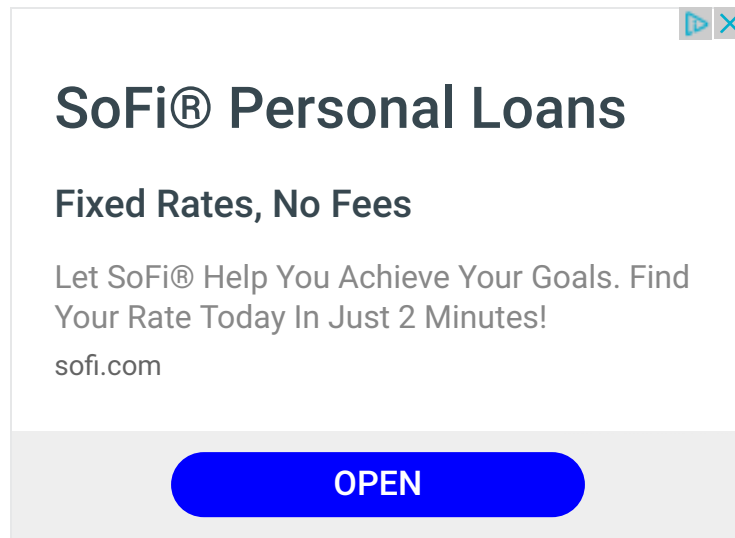 SoFi® Personal Loans
Fixed Rates, No Fees
Let SoFi® Help You Achieve Your Goals. Find
Your Rate Today In Just 2 Minutes!
sofi.com
OPEN